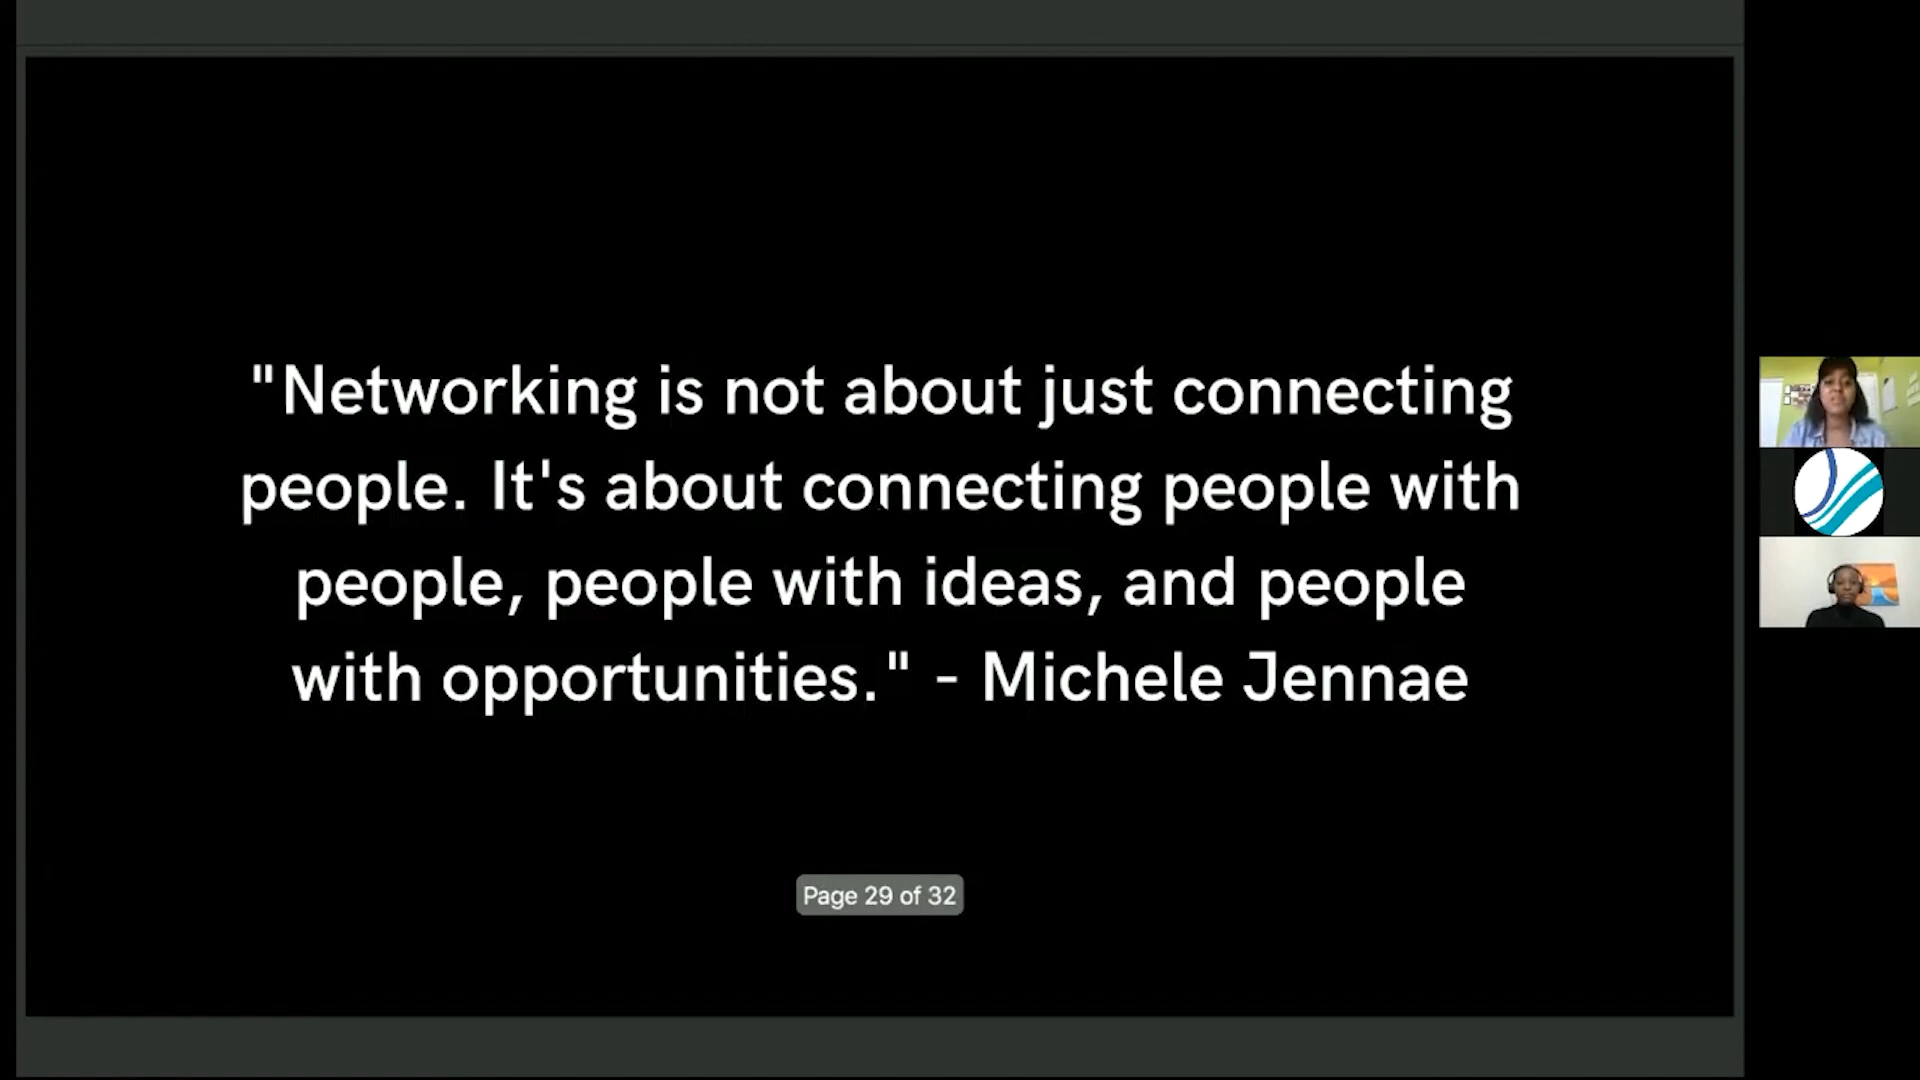 "Networking is not about just connecting
people. It's about connecting people with
people, people with ideas, and people
with opportunities." - Michele Jennae
Page 29 of 32